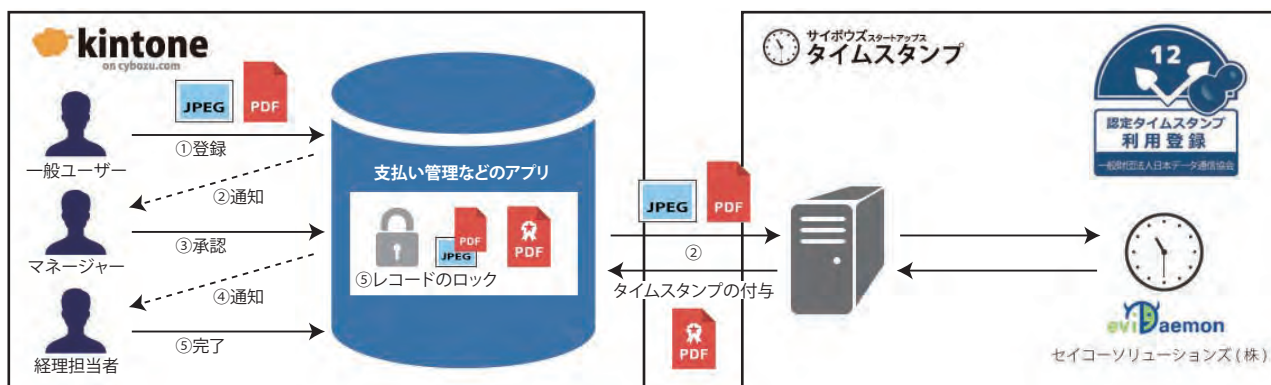 kintone
on cybozu.com
JPEG
PDF
一般ユーザー
①登録
②通知
マネージャー
③承認
④通知
経理担当者
⑤完了
支払い管理などのアプリ
PDF
JPEG
PDF
⑤レコードのロック
JPEG
PDF
②
タイムスタンプの付与
PDF
サイボウズスタートアップス
タイムスタンプ
12
認定タイムスタンプ
利用登録
一般財団法人日本データ通信協会
eviDaemon
セイコーソリューションズ(株)